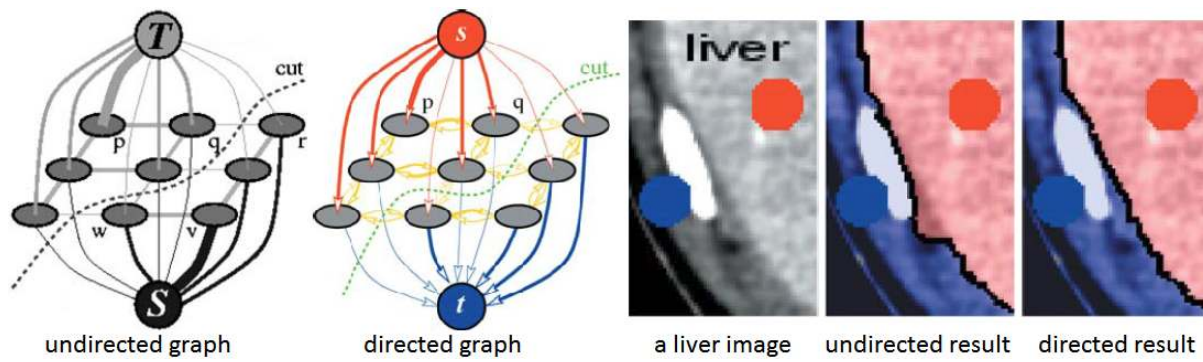 T
cut
p
q
r
w
v
S
undirected graph
s
cut
p
q
t
directed graph
liver
a liver image
undirected result
directed result